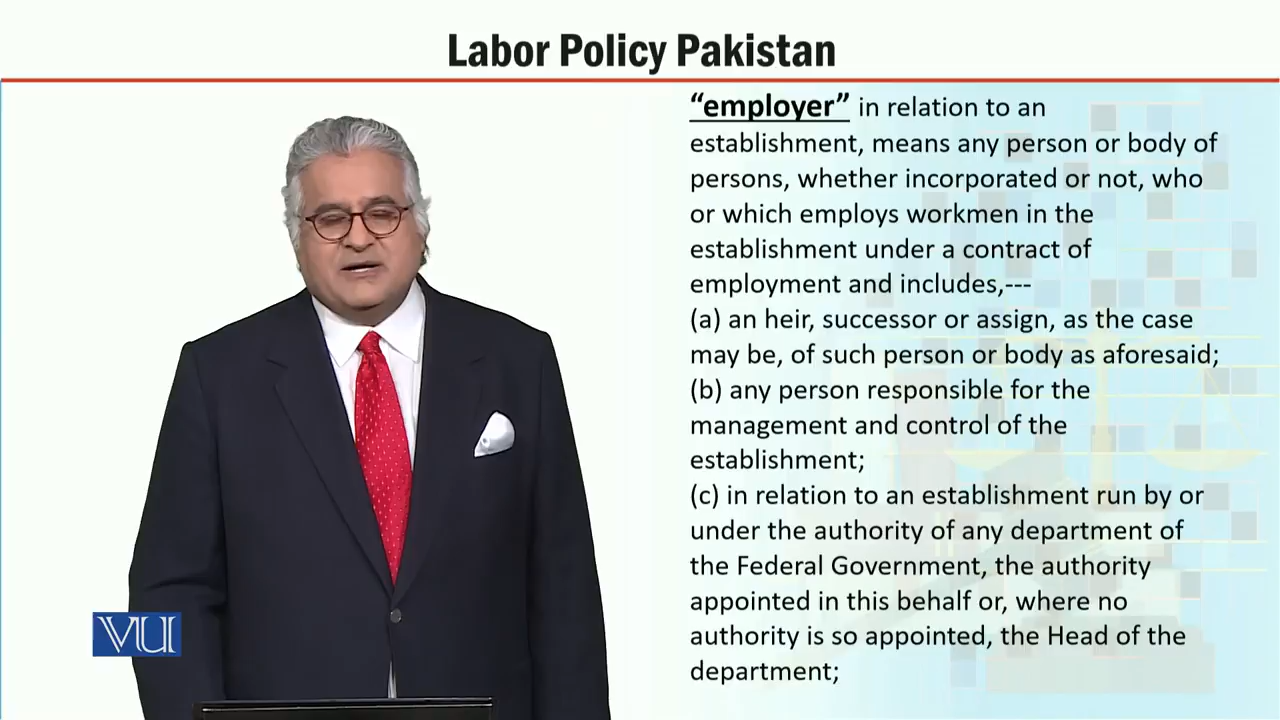 Labor Policy Pakistan
“employer” in relation to an
establishment, means any person or body of
persons, whether incorporated or not, who
or which employs workmen in the
establishment under a contract of
employment and includes,---
(a) an heir, successor or assign, as the case
may be, of such person or body as aforesaid;
(b) any person responsible for the
management and control of the
establishment;
(c) in relation to an establishment run by or
under the authority of any department of
the Federal Government, the authority
appointed in this behalf or, where no
authority is so appointed, the Head of the
department;
VU